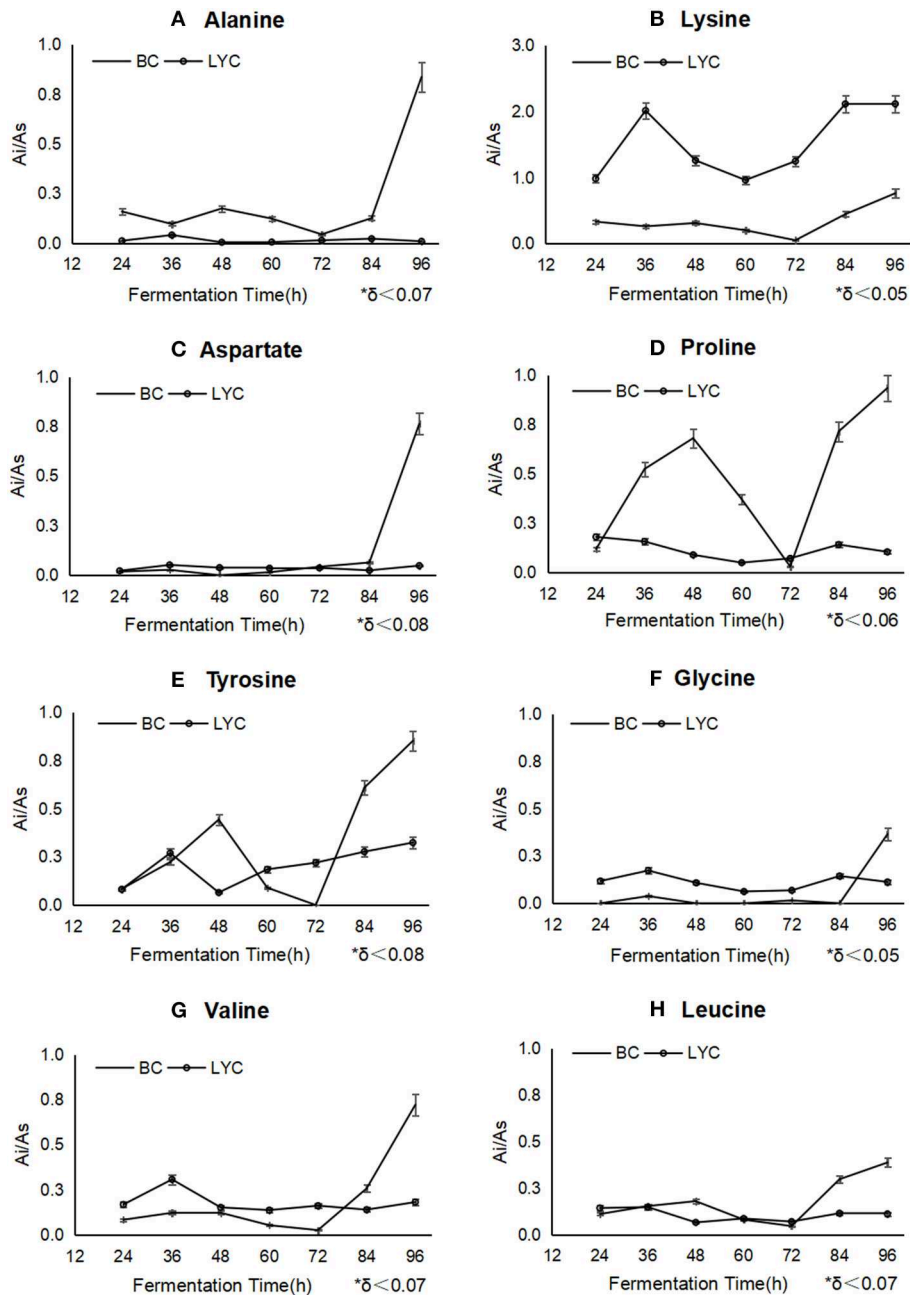 A Alanine
BC LYC
1.0
0.8
0.5
0.3
0.0
Ai/As
12 24 36 48 60 72 84 96
Fermentation Time(h) *δ<0.07
B Lysine
BC LYC
3.0
2.0
1.0
0.0
Ai/As
12 24 36 48 60 72 84 96
Fermentation Time(h) *δ<0.05
C Aspartate
BC LYC
1.0
0.8
0.5
0.3
0.0
Ai/As
12 24 36 48 60 72 84 96
Fermentation Time(h) *δ<0.08
D Proline
BC LYC
1.0
0.8
0.5
0.3
0.0
Ai/As
12 24 36 48 60 72 84 96
Fermentation Time(h) *δ<0.06
E Tyrosine
BC LYC
1.0
0.8
0.5
0.3
0.0
Ai/As
12 24 36 48 60 72 84 96
Fermentation Time(h) *δ<0.08
F Glycine
BC LYC
1.0
0.8
0.5
0.3
0.0
Ai/As
12 24 36 48 60 72 84 96
Fermentation Time(h) *δ<0.05
G Valine
BC LYC
1.0
0.8
0.5
0.3
0.0
Ai/As
12 24 36 48 60 72 84 96
Fermentation Time(h) *δ<0.07
H Leucine
BC LYC
1.0
0.8
0.5
0.3
0.0
Ai/As
12 24 36 48 60 72 84 96
Fermentation Time(h) *δ<0.07